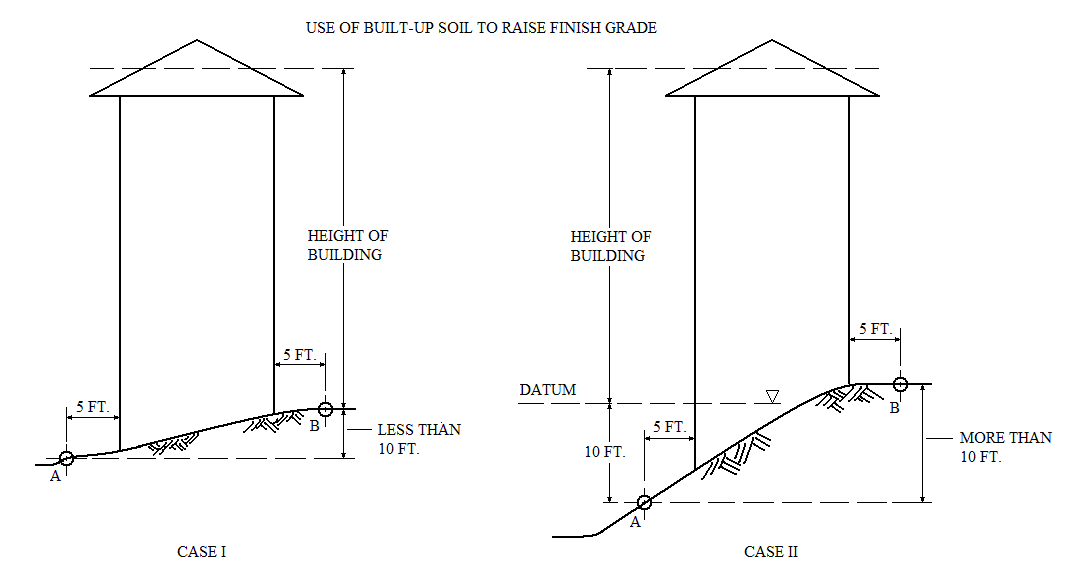 USE OF BUILT-UP SOIL TO RAISE FINISH GRADE
HEIGHT OF
BUILDING
5 FT.
5 FT.
A
B
LESS THAN
10 FT.
CASE I
HEIGHT OF
BUILDING
5 FT.
DATUM
5 FT.
10 FT.
A
B
MORE THAN
10 FT.
CASE II